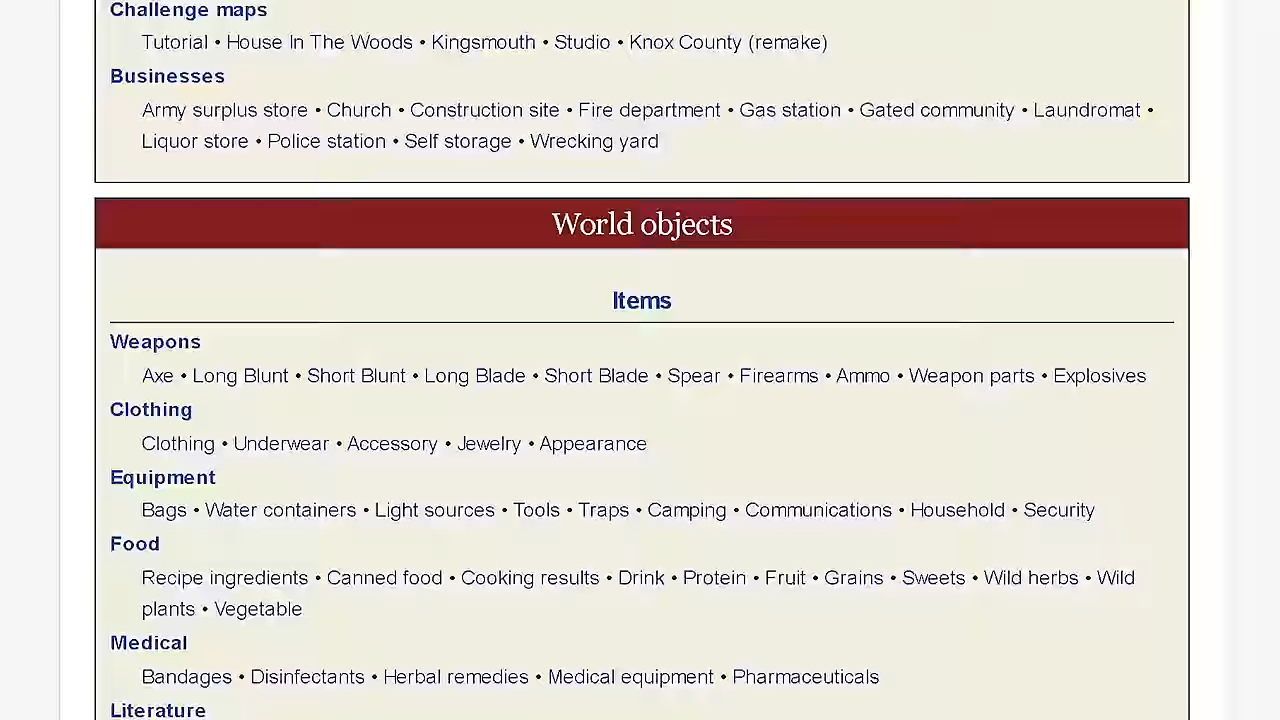 Challenge maps
Tutorial • House In The Woods • Kingsmouth • Studio • Knox County (remake)
Businesses
Army surplus store • Church • Construction site • Fire department • Gas station • Gated community • Laundromat •
Liquor store • Police station • Self storage • Wrecking yard
World objects
Items
Weapons
Axe • Long Blunt • Short Blunt • Long Blade • Short Blade • Spear • Firearms • Ammo • Weapon parts • Explosives
Clothing
Clothing • Underwear • Accessory • Jewelry • Appearance
Equipment
Bags • Water containers • Light sources • Tools • Traps • Camping • Communications • Household • Security
Food
Recipe ingredients • Canned food • Cooking results • Drink • Protein • Fruit • Grains • Sweets • Wild herbs • Wild
plants • Vegetable
Medical
Bandages • Disinfectants • Herbal remedies • Medical equipment • Pharmaceuticals
Literature